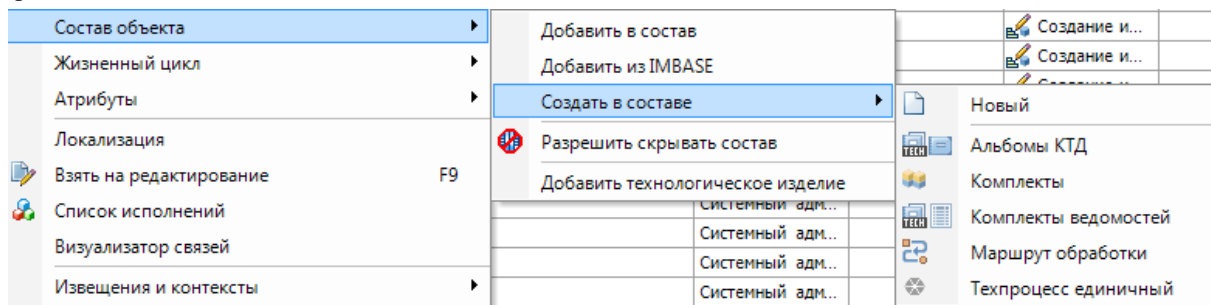 Состав объекта
Жизненный цикл
Атрибуты
Локализация
Взять на редактирование F9
Список исполнений
Визуализатор связей
Извещения и контексты
Добавить в состав
Добавить из IMBASE
Создать в составе
Разрешить скрывать состав
Добавить технологическое изделие
Системный адм...
Системный адм...
Системный адм...
Системный адм...
Создание и...
Создание и...
Новый
TECH Альбомы КТД
Комплекты
TECH Комплекты ведомостей
Маршрут обработки
Техпроцесс единичный